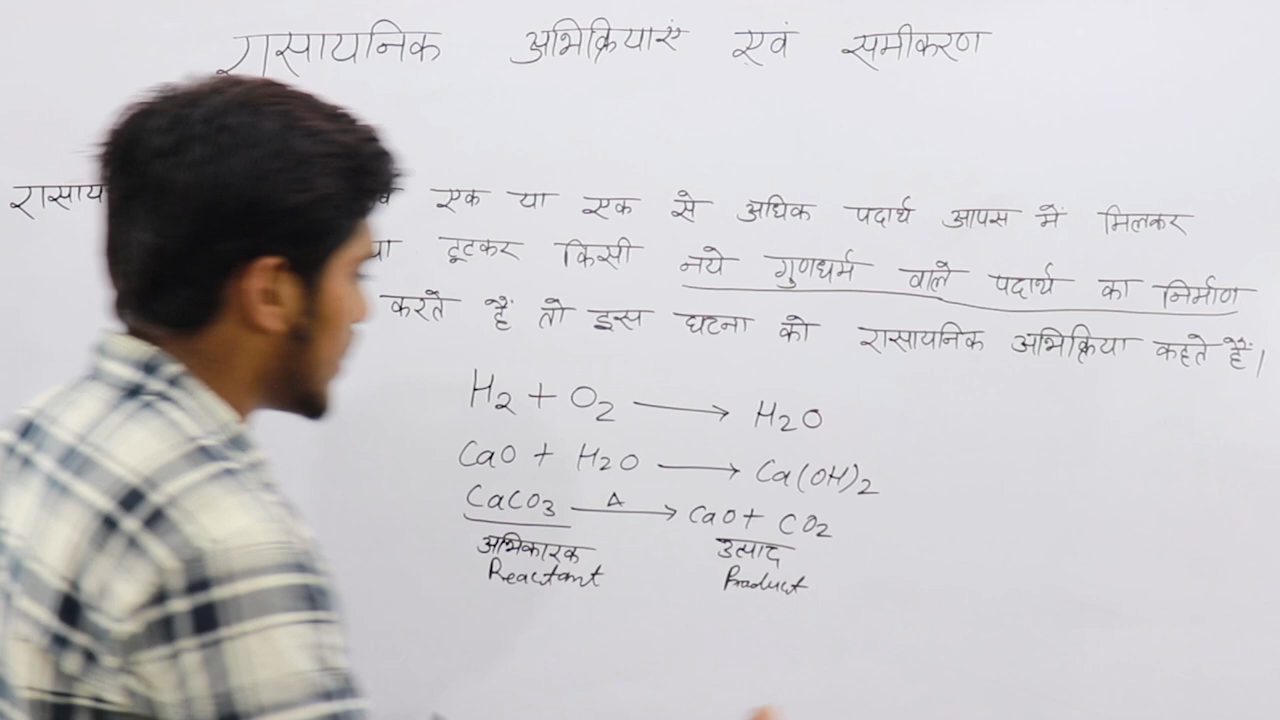 रासायनिक अभिक्रियाएं एवं समीकरण
एक या एक से अधिक पदार्थ आपस में मिलकर
टूटकर किसी नये गुणधर्म वाले पदार्थ का निर्माण
करते हैं तो इस घटना को रासायनिक अभिक्रिया कहते हैं।
H₂ + O₂ ⟶ H₂O
CaO + H₂O ⟶ Ca(OH)₂
CaCO₃ —Δ→ CaO + CO₂
अभिकारक उत्पाद
Reactant Product